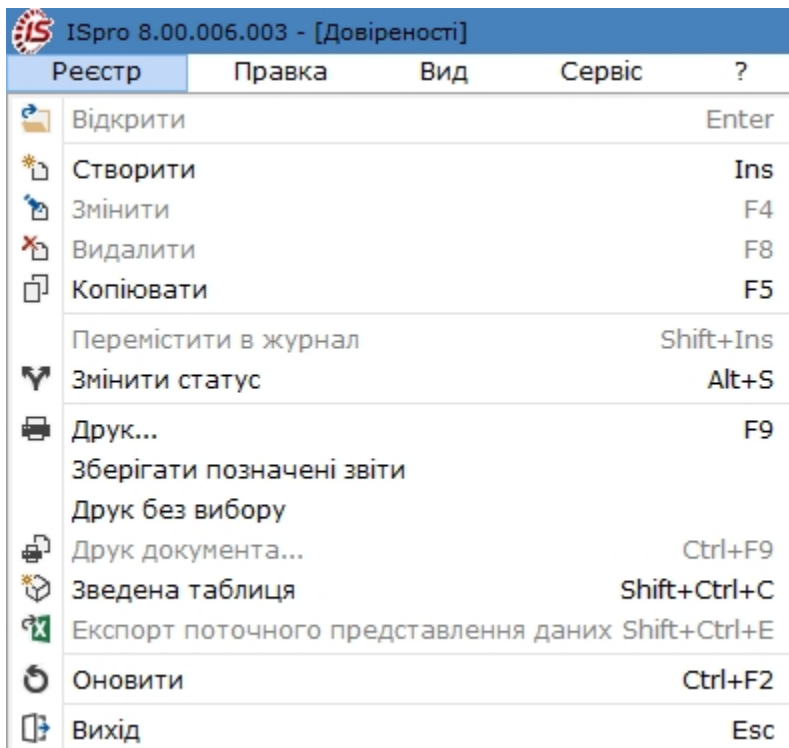 ISpro 8.00.006.003 - [Довіреності]
Реєстр Правка Вид Сервіс ?
Відкрити Enter
Створити Ins
Змінити F4
Видалити F8
Копіювати F5
Перемістити в журнал Shift+Ins
Змінити статус Alt+S
Друк... F9
Зберігати позначені звіти
Друк без вибору
Друк документа... Ctrl+F9
Зведена таблиця Shift+Ctrl+C
Експорт поточного представлення даних Shift+Ctrl+E
Оновити Ctrl+F2
Вихід Esc